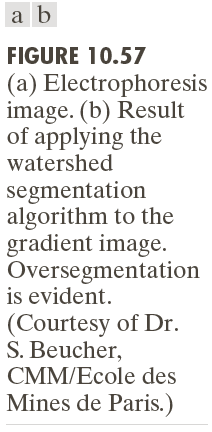 a b
FIGURE 10.57
(a) Electrophoresis
image. (b) Result
of applying the
watershed
segmentation
algorithm to the
gradient image.
Oversegmentation
is evident.
(Courtesy of Dr.
S. Beucher,
CMM/Ecole des
Mines de Paris.)